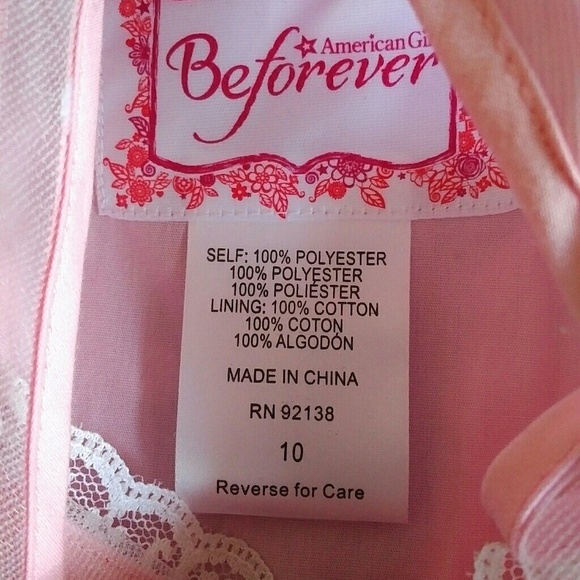 American Gi
Beforever
SELF: 100% POLYESTER
100% POLYESTER
100% POLIÉSTER
LINING: 100% COTTON
100% COTON
100% ALGODÓN
MADE IN CHINA
RN 92138
10
Reverse for Care